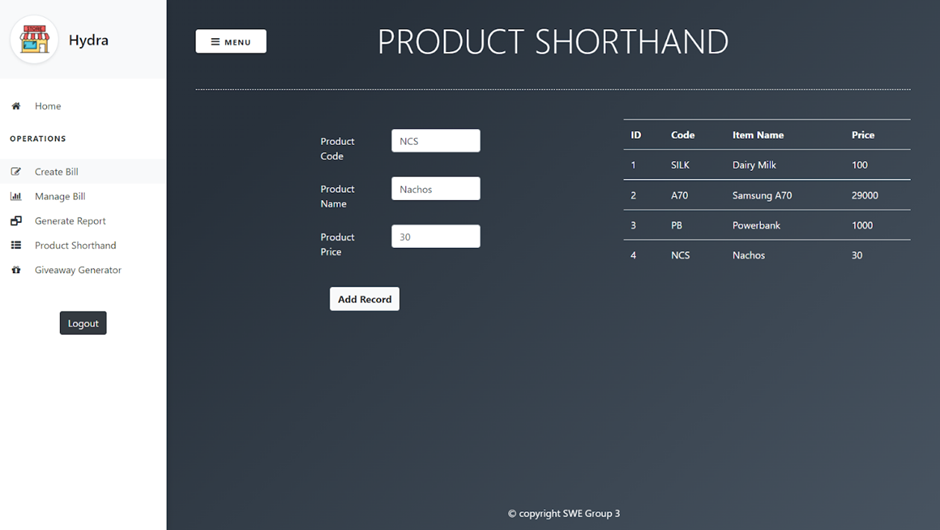 Hydra
Home
OPERATIONS
Create Bill
Manage Bill
Generate Report
Product Shorthand
Giveaway Generator
Logout
MENU
PRODUCT SHORTHAND
Product
Code
NCS
Product
Name
Nachos
Product
Price
30
Add Record
ID Code Item Name Price
1 SILK Dairy Milk 100
2 A70 Samsung A70 29000
3 PB Powerbank 1000
4 NCS Nachos 30
© copyright SWE Group 3